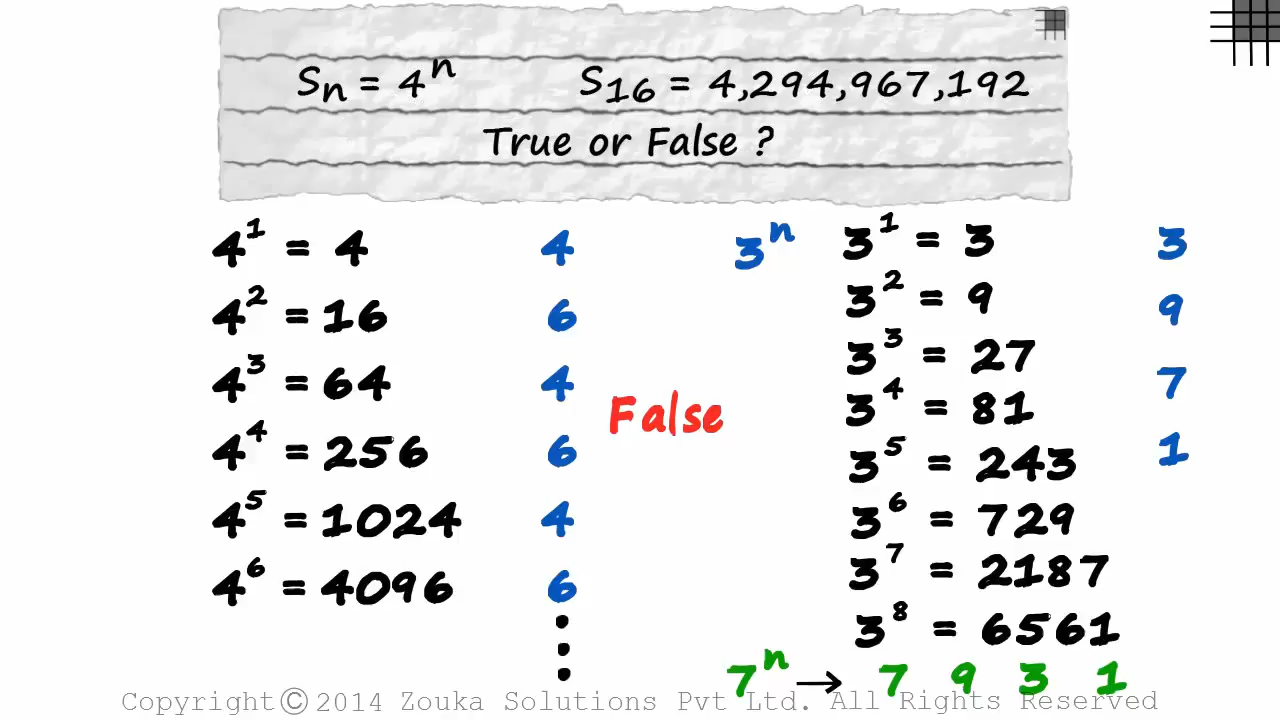 Sn = 4^n S16 = 4,294,967,192
True or False ?
4^1 = 4 4
4^2 = 16 6
4^3 = 64 4
4^4 = 256 6
4^5 = 1024 4
4^6 = 4096 6
⋮
False
3^n
3^1 = 3 3
3^2 = 9 9
3^3 = 27 7
3^4 = 81 1
3^5 = 243
3^6 = 729
3^7 = 2187
3^8 = 6561
7^n → 7 9 3 1
Copyright© 2014 Zuka Solutions Pvt Ltd. All Rights Reserved